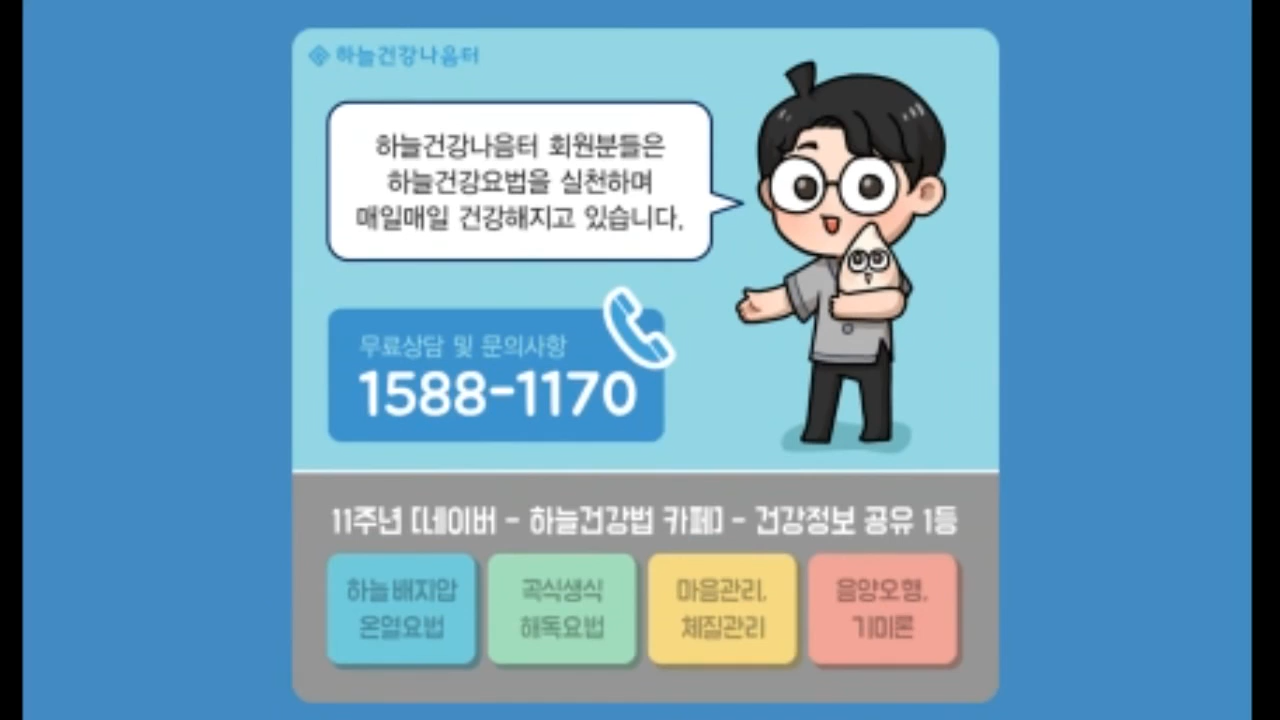 하늘건강나음터
하늘건강나음터 회원분들은
하늘건강요법을 실천하며
매일매일 건강해지고 있습니다.
무료상담 및 문의사항
1588-1170
11주년 [네이버 - 하늘건강법 카페] - 건강정보 공유 1등
하늘배지압
온열요법
곡식생식
해독요법
마음관리,
체질관리
음양오행,
기미론